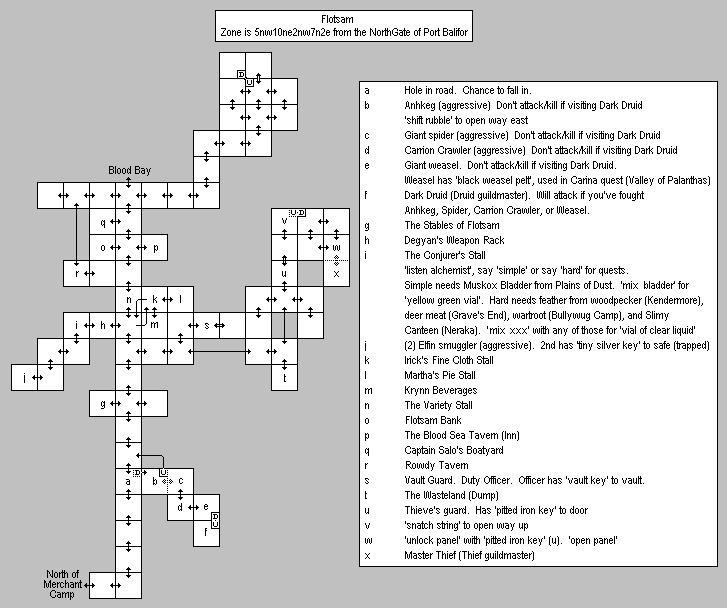 Flotsam
Zone is 5nw10ne2nw7n2e from the NorthGate of Port Balifor
a Hole in road. Chance to fall in.
b Anhkeg (aggressive) Don't attack/kill if visiting Dark Druid
'shift rubble' to open way east
c Giant spider (aggressive) Don't attack/kill if visiting Dark Druid
d Carrion Crawler (aggressive) Don't attack/kill if visiting Dark Druid
e Giant weasel. Don't attack/kill if visiting Dark Druid.
Weasel has 'black weasel pelt', used in Carina quest (Valley of Palanthas)
f Dark Druid (Druid guildmaster). Will attack if you've fought
Anhkeg, Spider, Carrion Crawler, or Weasel.
g The Stables of Flotsam
h Degyan's Weapon Rack
i The Conjurer's Stall
'listen alchemist', say 'simple' or say 'hard' for quests.
Simple needs Muskox Bladder from Plains of Dust. 'mix bladder' for
'yellow green vial'. Hard needs feather from woodpecker (Kendermore),
deer meat (Grave's End), wartroot (Bullywug Camp), and Slimy
Canteen (Neraka). 'mix xxx' with any of those for 'vial of clear liquid'
j (2) Elfin smuggler (aggressive). 2nd has 'tiny silver key' to safe (trapped)
k Irick's Fine Cloth Stall
l Martha's Pie Stall
m Krynn Beverages
n The Variety Stall
o Flotsam Bank
p The Blood Sea Tavern (Inn)
q Captain Salo's Boatyard
r Rowdy Tavern
s Vault Guard. Duty Officer. Officer has 'vault key' to vault.
t The Wasteland (Dump)
u Thieve's guard. Has 'pitted iron key' to door
v 'snatch string' to open way up
w 'unlock panel' with 'pitted iron key' (u). 'open panel'
x Master Thief (Thief guildmaster)
D
U
Blood Bay
q
v U D
o p
w
r
u
x
n k l
i h m s
j
t
g
D U
a b c
d e
D
U
f
North of
Merchant
Camp